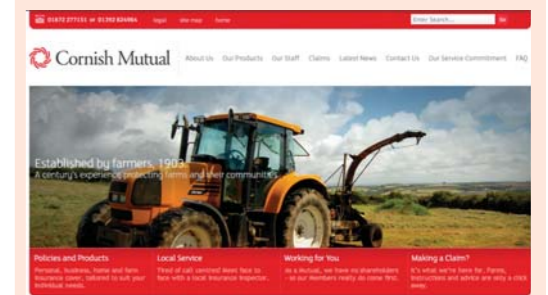 01872 277151 or 01392 824964 legal site map home Enter Search... Go
Cornish Mutual
About Us Our Products Our Staff Claims Latest News Contact Us Our Service Commitment FAQ
Established by farmers, 1903
A century's experience protecting farms and their communities
Policies and Products
Personal, business, home and farm
insurance cover, tailored to suit your
individual needs.
Local Service
Tired of call centres? Meet face to
face with a local Insurance Inspector.
Working for You
As a Mutual, we have no shareholders
- so our Members really do come first.
Making a Claim?
It's what we're here for. Forms,
instructions and advice are only a click
away.